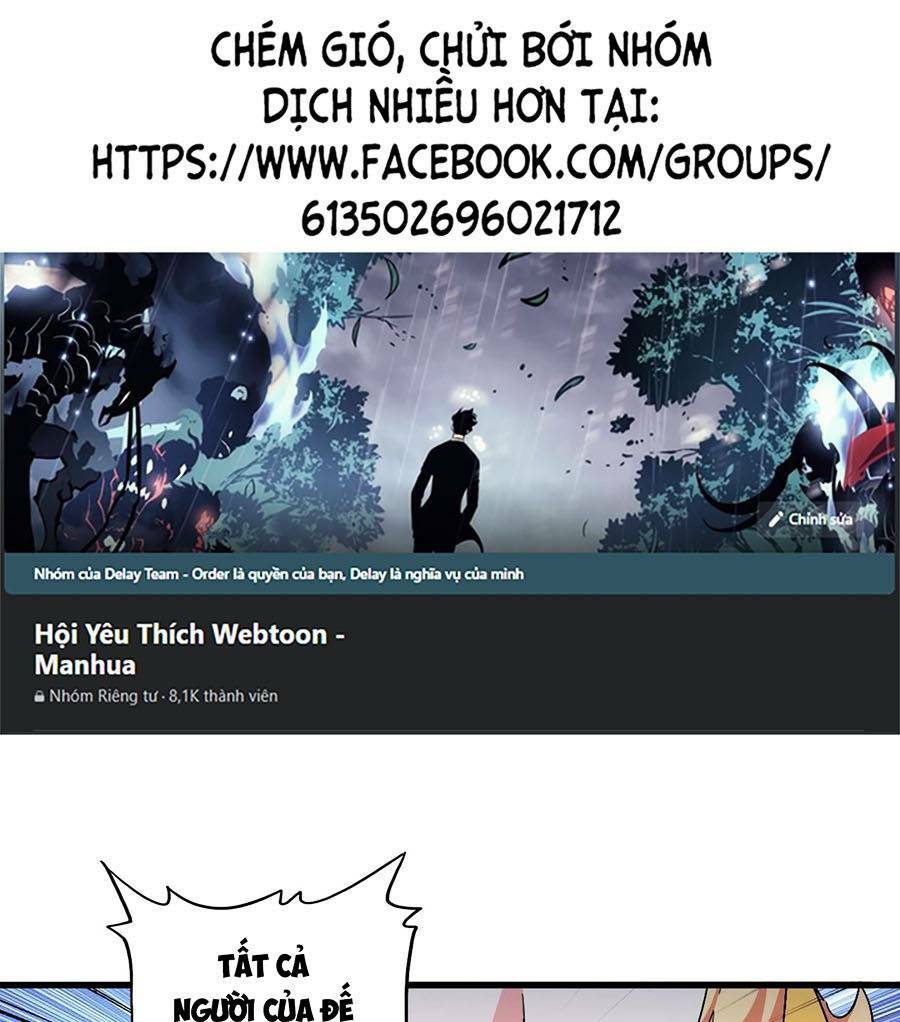 CHÉM GIÓ, CHỬI BỚI NHÓM
DỊCH NHIỀU HƠN TẠI:
HTTPS://WWW.FACEBOOK.COM/GROUPS/
613502696021712
Chỉnh sửa
Nhóm của Delay Team - Order là quyền của bạn, Delay là nghĩa vụ của mình
Hội Yêu Thích Webtoon -
Manhua
Nhóm Riêng tư · 8,1K thành viên
TẤT CẢ
NGƯỜI CỦA ĐẾ